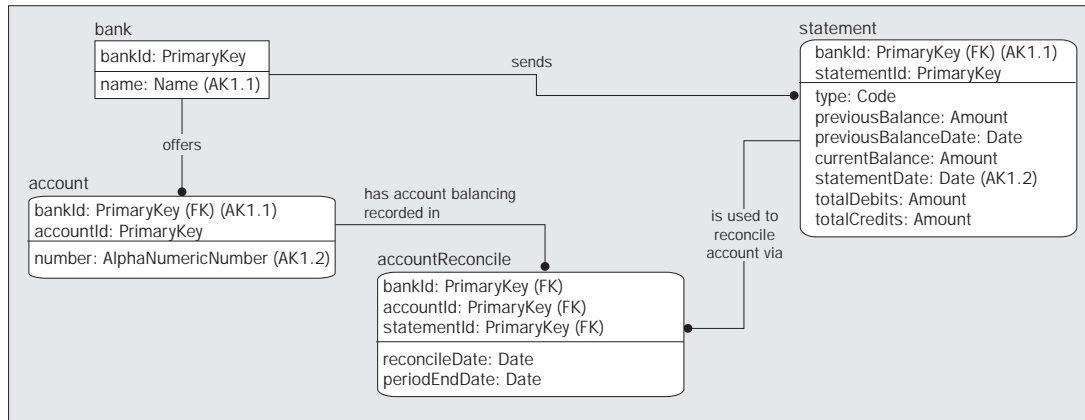 bank
bankId: PrimaryKey
name: Name (AK1.1)
sends
statement
bankId: PrimaryKey (FK) (AK1.1)
statementId: PrimaryKey
type: Code
previousBalance: Amount
previousBalanceDate: Date
currentBalance: Amount
statementDate: Date (AK1.2)
totalDebits: Amount
totalCredits: Amount
offers
account
bankId: PrimaryKey (FK) (AK1.1)
accountId: PrimaryKey
number: AlphaNumericNumber (AK1.2)
has account balancing
recorded in
is used to
reconcile
account via
accountReconcile
bankId: PrimaryKey (FK)
accountId: PrimaryKey (FK)
statementId: PrimaryKey (FK)
reconcileDate: Date
periodEndDate: Date